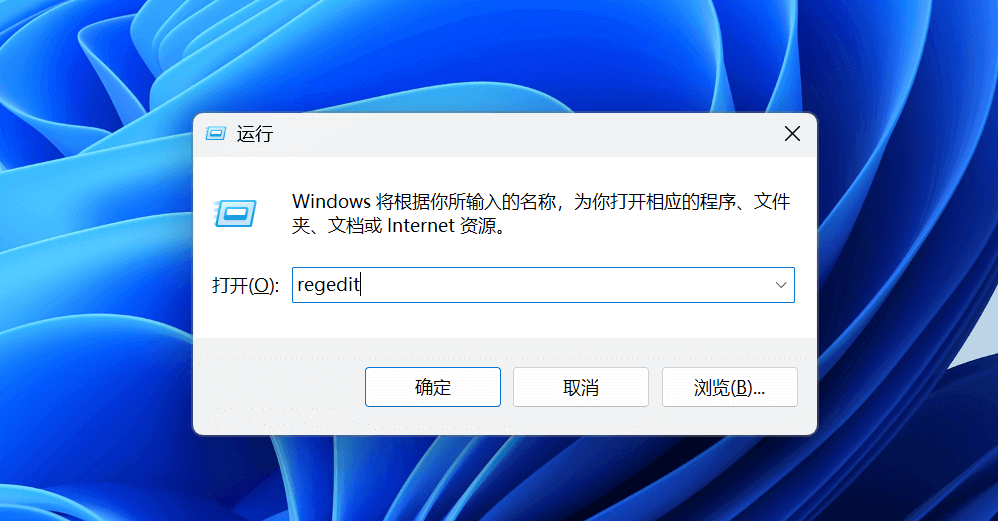 运行
Windows 将根据你所输入的名称，为你打开相应的程序、文件
夹、文档或 Internet 资源。
打开(O):
regedit
确定
取消
浏览(B)...